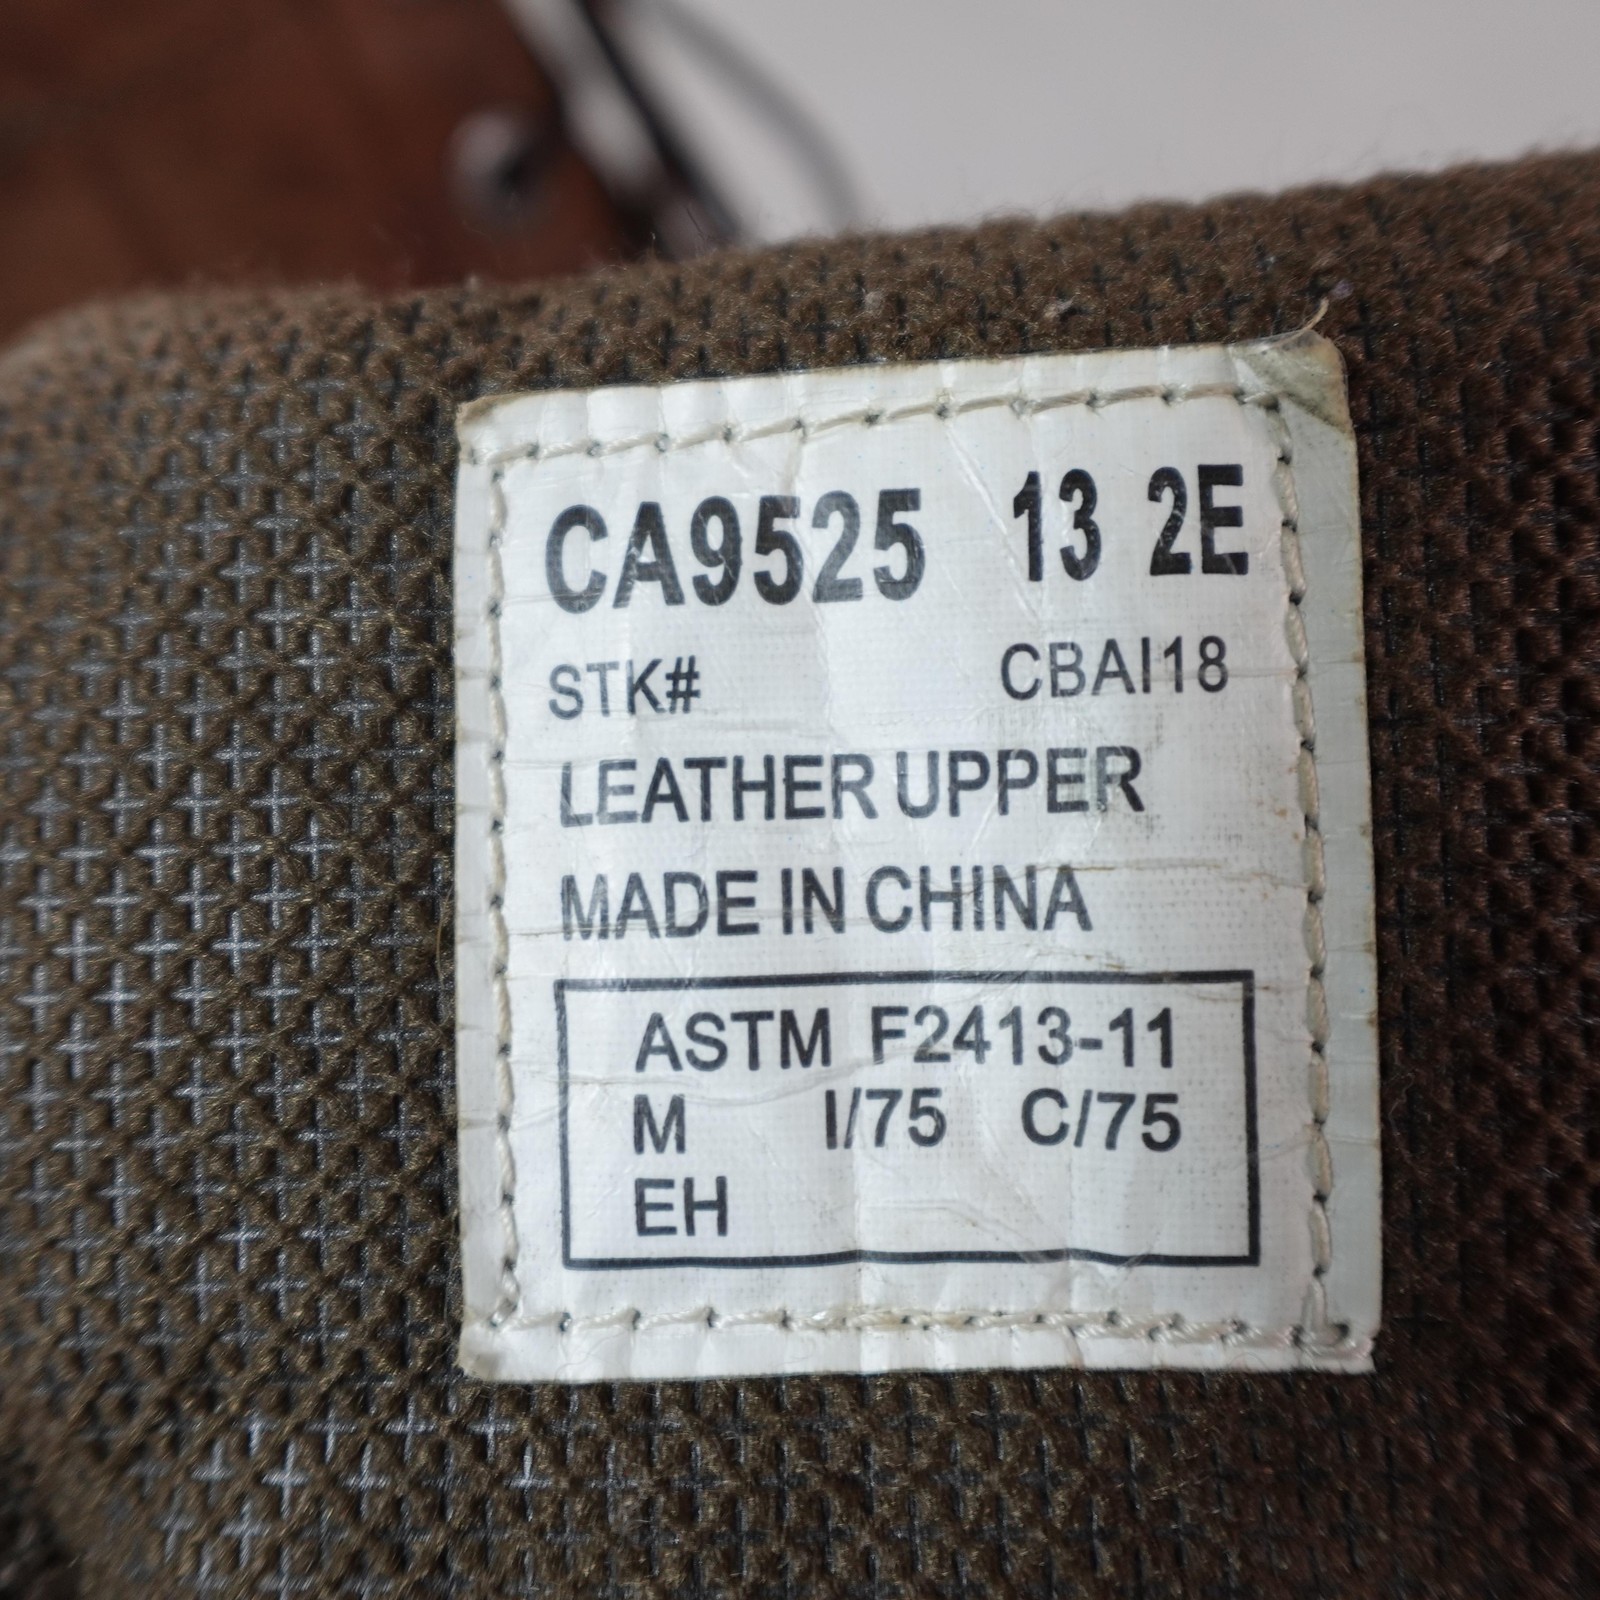 CA9525 13 2E
STK# CBAI18
LEATHER UPPER
MADE IN CHINA
ASTM F2413-11
M I/75 C/75
EH